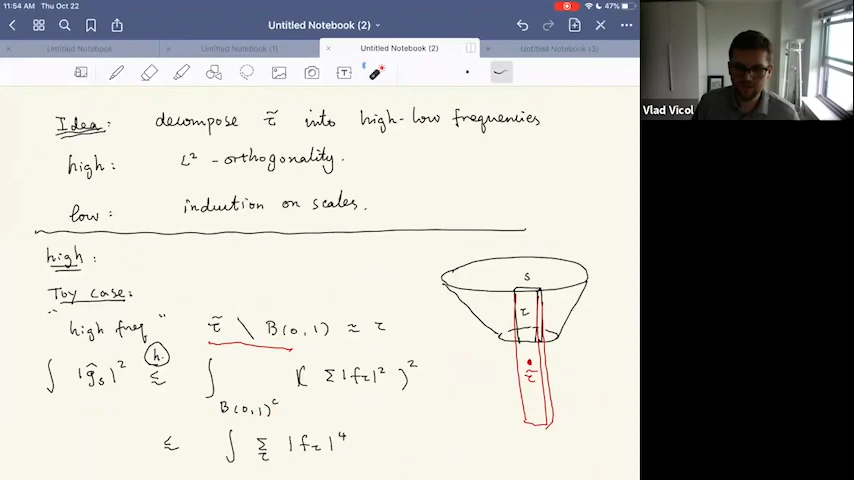 11:54 AM Thu Oct 22
47%
Untitled Notebook (2)
Untitled Notebook
Untitled Notebook (1)
Untitled Notebook (2)
Untitled Notebook (3)
Vlad Vicol
Idea: decompose τ̃ into high-low frequencies
high: L² -orthogonality.
low: induction on scales.
high:
Toy case:
"high freq" τ̃ \ B(0,1) ≈ τ
∫ |ĝ_s|² ≲ (h.) ∫_{B(0,1)^c} |( Σ|f_τ|² )^|²
≲ ∫ Σ_τ |f_τ|⁴
s
τ
τ̃